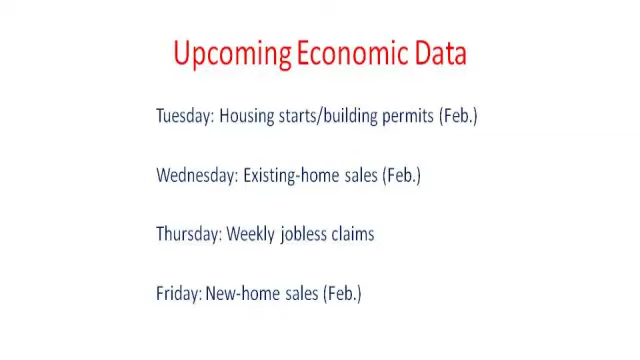 Upcoming Economic Data
Tuesday: Housing starts/building permits (Feb.)
Wednesday: Existing-home sales (Feb.)
Thursday: Weekly jobless claims
Friday: New-home sales (Feb.)